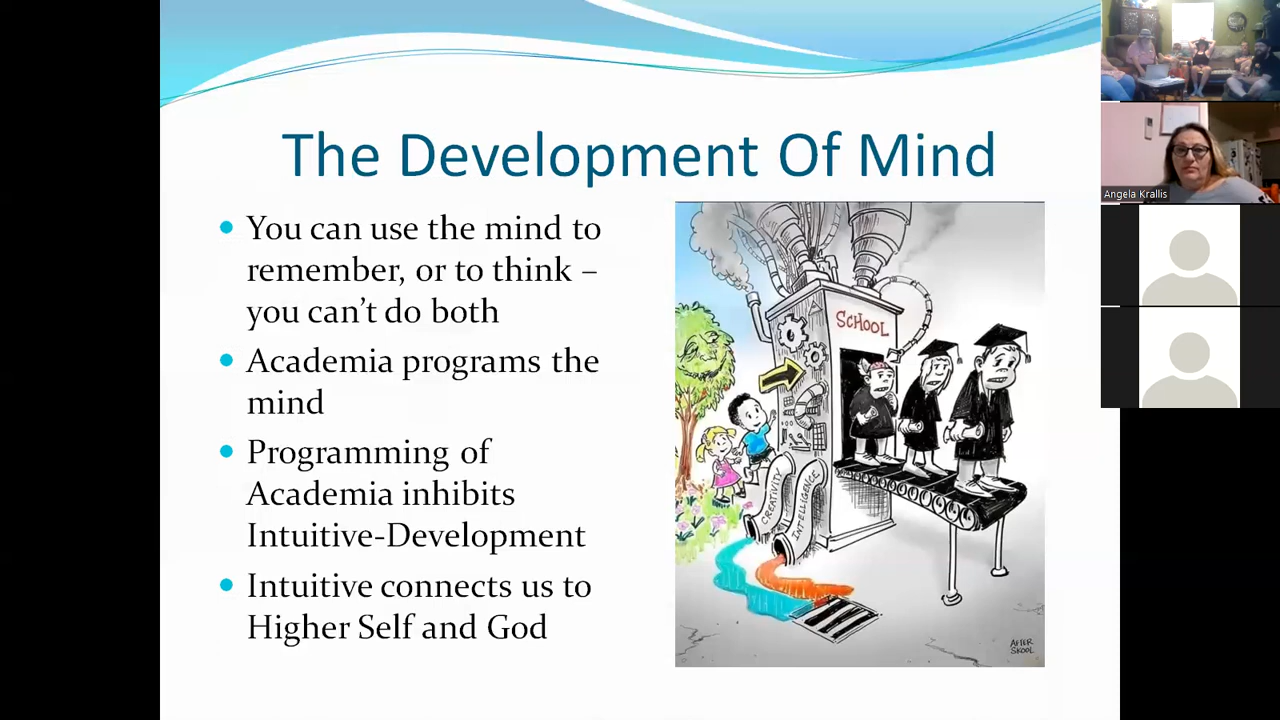 The Development Of Mind
You can use the mind to
remember, or to think –
you can't do both
Academia programs the
mind
Programming of
Academia inhibits
Intuitive-Development
Intuitive connects us to
Higher Self and God
SCHOOL
CREATIVITY
INTELLIGENCE
AFTER
SKOOL
Angela Krallis